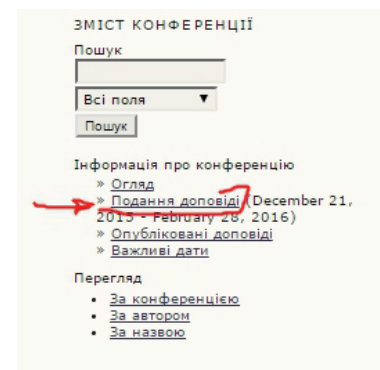 ЗМІСТ КОНФЕРЕНЦІЇ
Пошук
Всі поля ▼
Пошук
Інформація про конференцію
» Огляд
» Подання доповіді (December 21,
2015 - February 28, 2016)
» Опубліковані доповіді
» Важливі дати
Перегляд
• За конференцією
• За автором
• За назвою